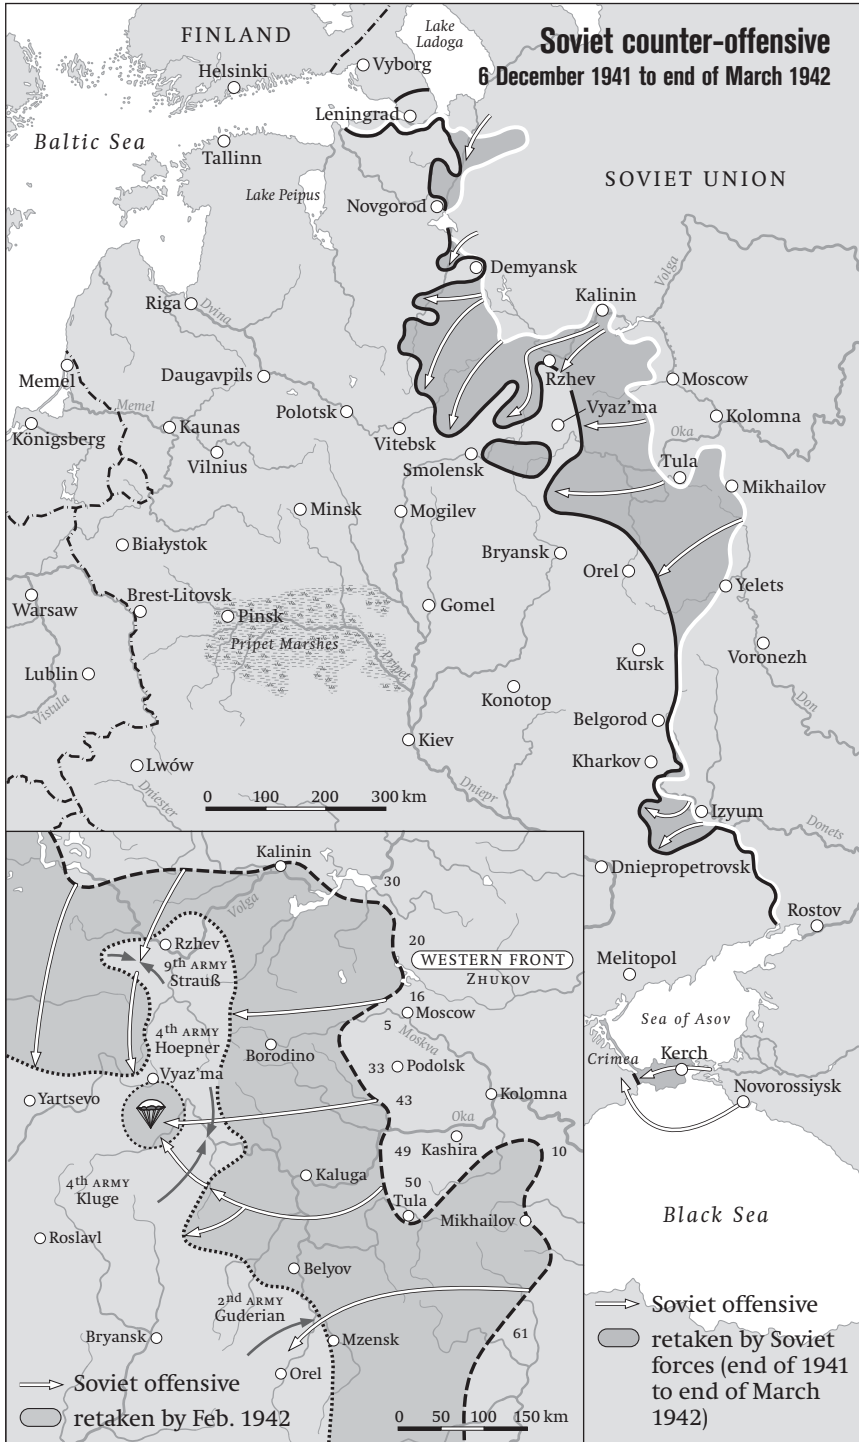 Soviet counter-offensive
6 December 1941 to end of March 1942
FINLAND
Lake
Ladoga
Vyborg
Helsinki
Leningrad
Baltic Sea
Tallinn
Lake Peipus
SOVIET UNION
Novgorod
Demyansk
Volga
Kalinin
Riga
Dvina
Memel
Daugavpils
Rzhev
Moscow
Memel
Polotsk
Vyaz'ma
Kolomna
Königsberg
Kaunas
Vitebsk
Oka
Vilnius
Smolensk
Tula
Mikhailov
Minsk
Mogilev
Białystok
Bryansk
Orel
Warsaw
Brest-Litovsk
Pinsk
Gomel
Yelets
Pripet Marshes
Kursk
Voronezh
Lublin
Pripet
Vistula
Konotop
Don
Belgorod
Kiev
Kharkov
Lwów
Dniester
Dniepr
0 100 200 300 km
Izyum
Donets
Dniepropetrovsk
Rostov
Melitopol
Sea of Asov
Crimea
Kerch
Novorossiysk
Black Sea
Soviet offensive
retaken by Soviet
forces (end of 1941
to end of March
1942)
Kalinin
30
Volga
Rzhev
20
9th ARMY
Strauß
WESTERN FRONT
ZHUKOV
16
Moscow
5
4th ARMY
Hoepner
Borodino
Moskva
33
Podolsk
Vyaz'ma
Yartsevo
43
Kolomna
Oka
49
Kashira
10
4th ARMY
Kluge
Kaluga
50
Tula
Mikhailov
Roslavl
Belyov
2nd ARMY
Guderian
61
Bryansk
Mzensk
Orel
Soviet offensive
retaken by Feb. 1942
0 50 100 150 km